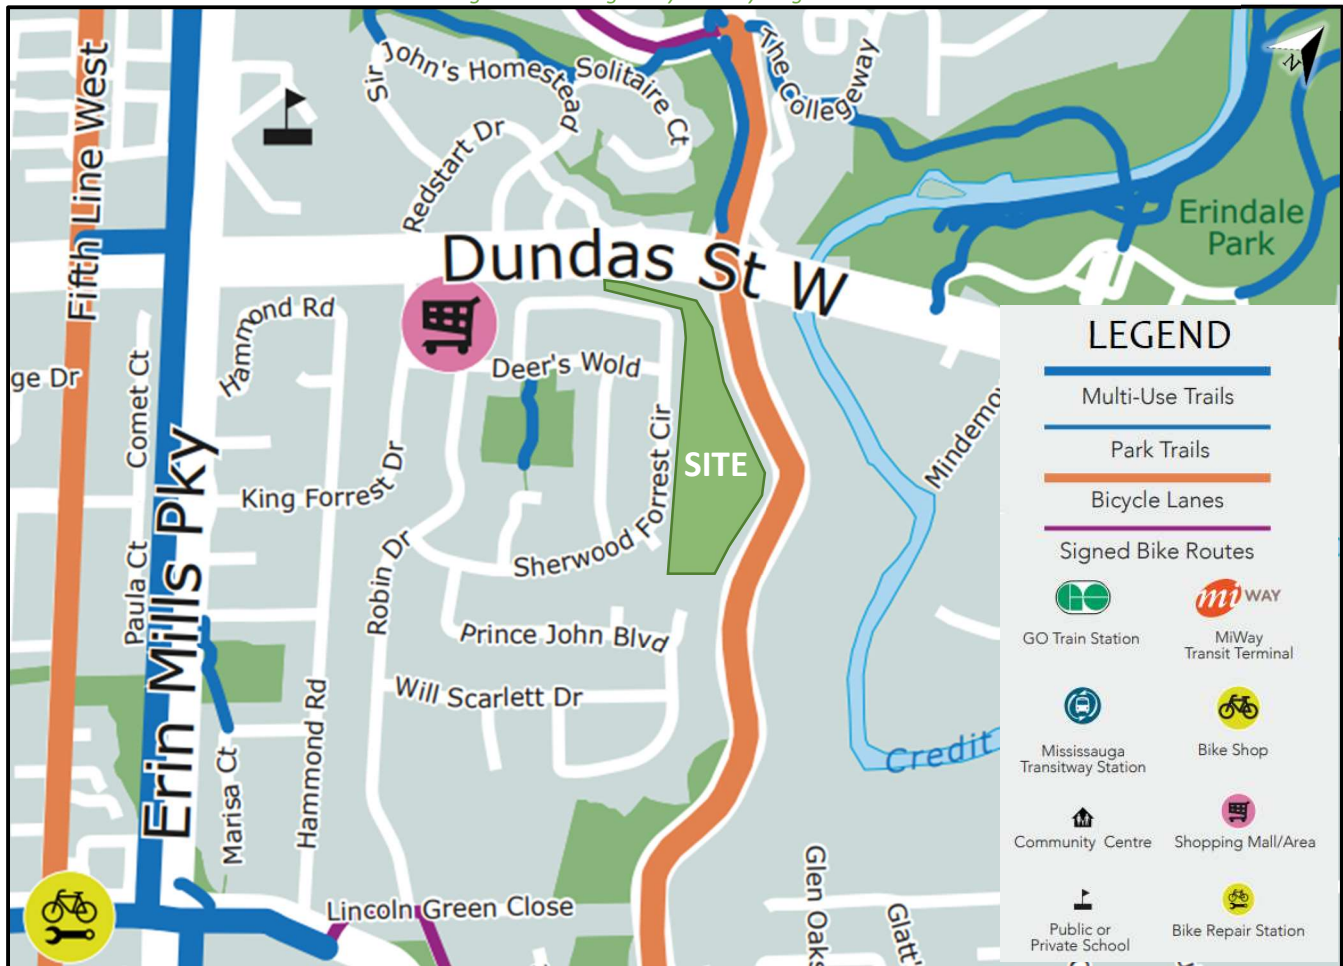 Sir John's Homestead
Solitaire Ct
The Collegeway
N
Fifth Line West
Redstart Dr
Erindale
Park
Dundas St W
Hammond Rd
Comet Ct
Deer's Wold
ge Dr
SITE
Mindemo
King Forrest Dr
Erin Mills Pky
Sherwood Forrest Cir
Paula Ct
Robin Dr
Prince John Blvd
Will Scarlett Dr
Hammond Rd
Marisa Ct
Credit
Lincoln Green Close
Glen Oaks
Glatt'
LEGEND
Multi-Use Trails
Park Trails
Bicycle Lanes
Signed Bike Routes
GO
GO Train Station
mi WAY
MiWay
Transit Terminal
Mississauga
Transitway Station
Bike Shop
Community Centre
Shopping Mall/Area
Public or
Private School
Bike Repair Station